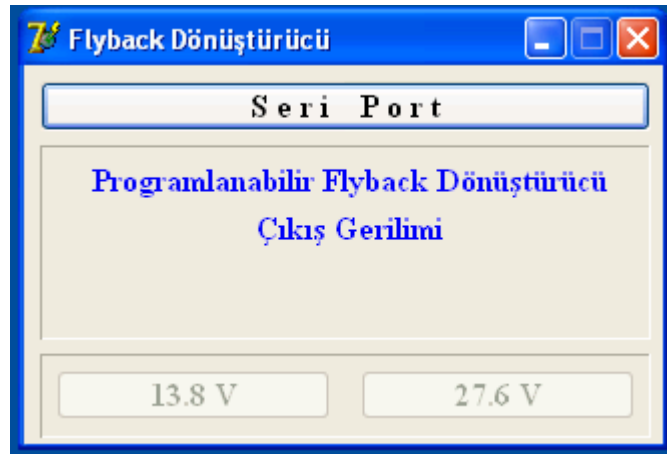 Flyback Dönüştürücü
Seri Port
Programlanabilir Flyback Dönüştürücü
Çıkış Gerilimi
13.8 V
27.6 V